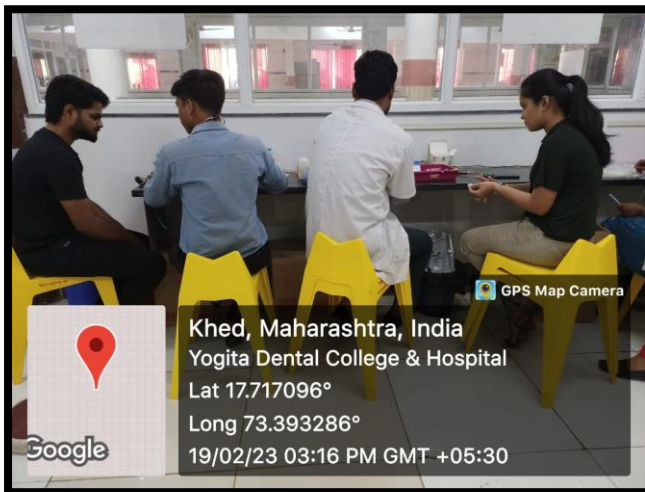 GPS Map Camera
Khed, Maharashtra, India
Yogita Dental College & Hospital
Lat 17.717096°
Long 73.393286°
19/02/23 03:16 PM GMT +05:30
Google